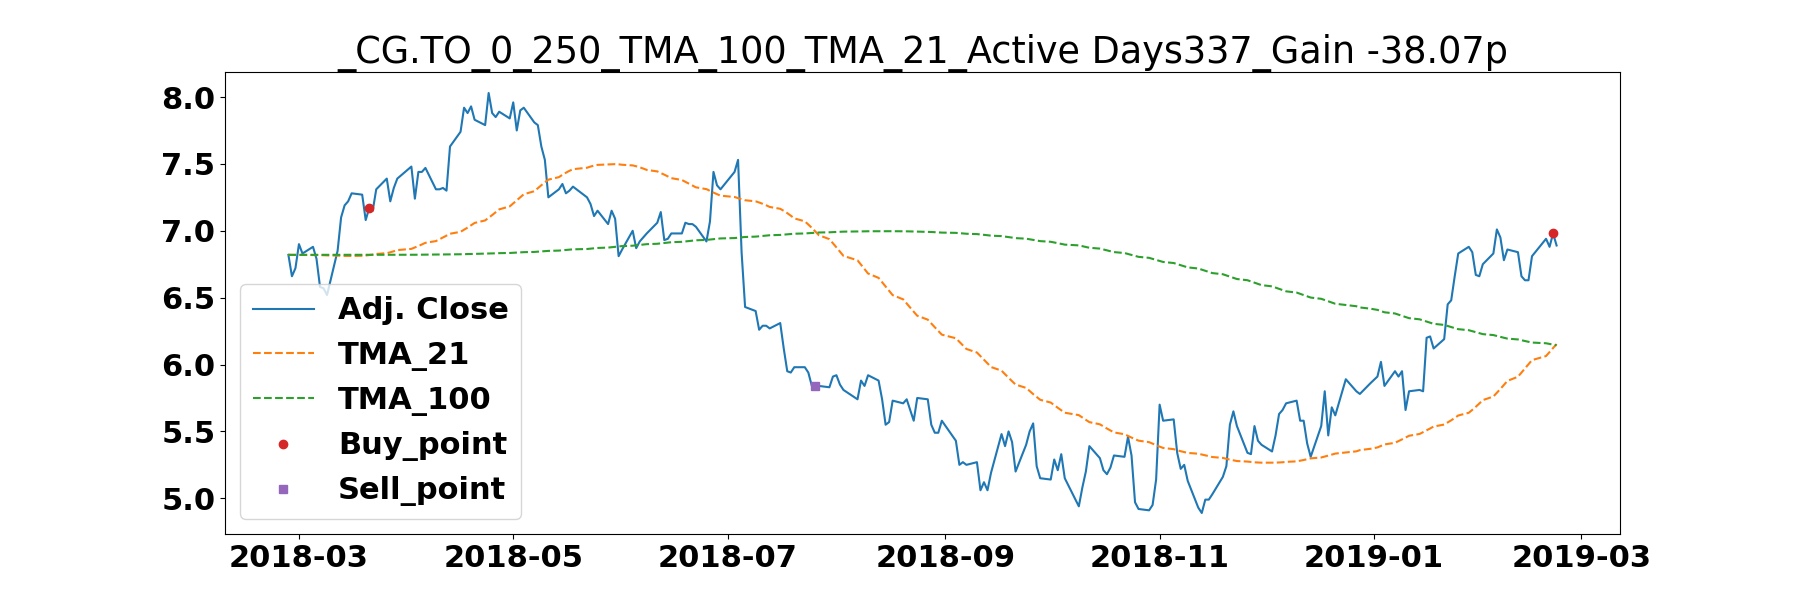 _CG.TO_0_250_TMA_100_TMA_21_Active Days337_Gain -38.07p
8.0
7.5
7.0
6.5
6.0
5.5
5.0
Adj. Close
TMA_21
TMA_100
Buy_point
Sell_point
2018-03 2018-05 2018-07 2018-09 2018-11 2019-01 2019-03